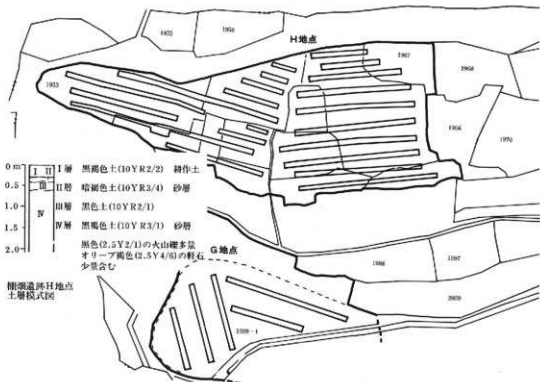 1955
1954
H地点
1967
1968
1953
1966
1970
0 m
0.5
1.0
1.5
2.0
I
II
III
IV
I層 黒褐色土(10YR2/2) 耕作土
II層 暗褐色土(10YR3/4) 砂層
III層 黒色土(10YR2/1)
IV層 黒褐色土(10YR3/1) 砂層
黒色(2.5Y2/1)の火山礫多量
オリーブ褐色(2.5Y4/6)の軽石
少量含む
棚畑遺跡H地点
土層模式図
G地点
1998
1997
2000
1999-1